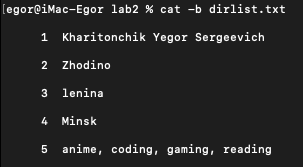 [egor@iMac-Egor lab2 % cat -b dirlist.txt
1 Kharitonchik Yegor Sergeevich
2 Zhodino
3 lenina
4 Minsk
5 anime, coding, gaming, reading